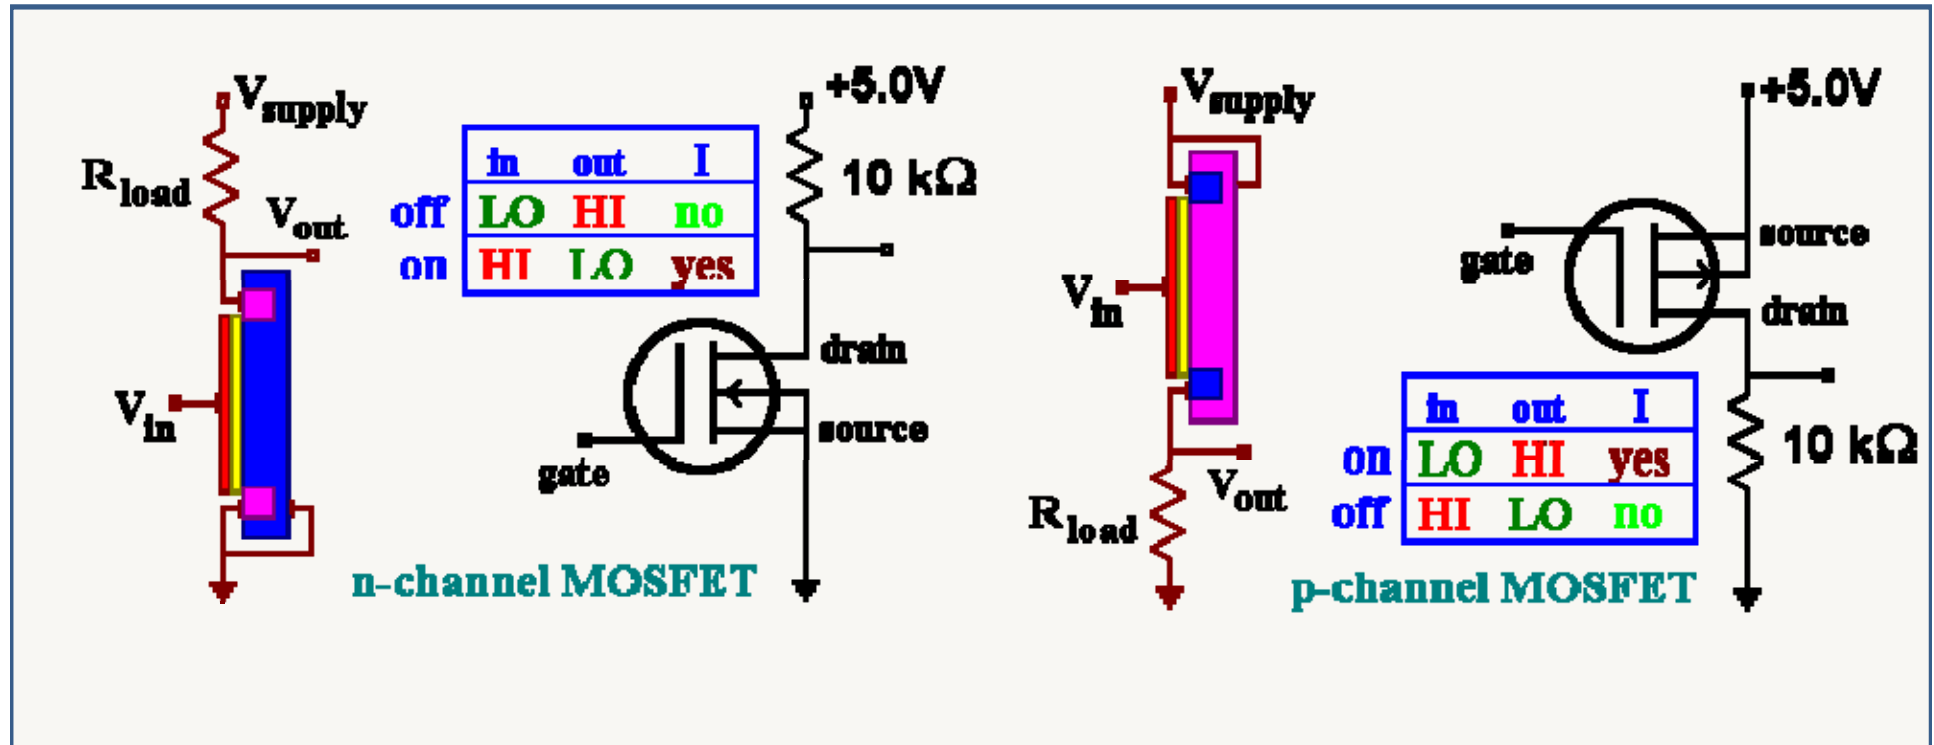 Vsupply
Rload
Vout
Vin
in out I
off LO HI no
on HI LO yes
+5.0V
10 kΩ
drain
source
gate
n-channel MOSFET
Vsupply
Vin
Vout
Rload
+5.0V
source
gate
drain
in out I
on LO HI yes
off HI LO no
10 kΩ
p-channel MOSFET